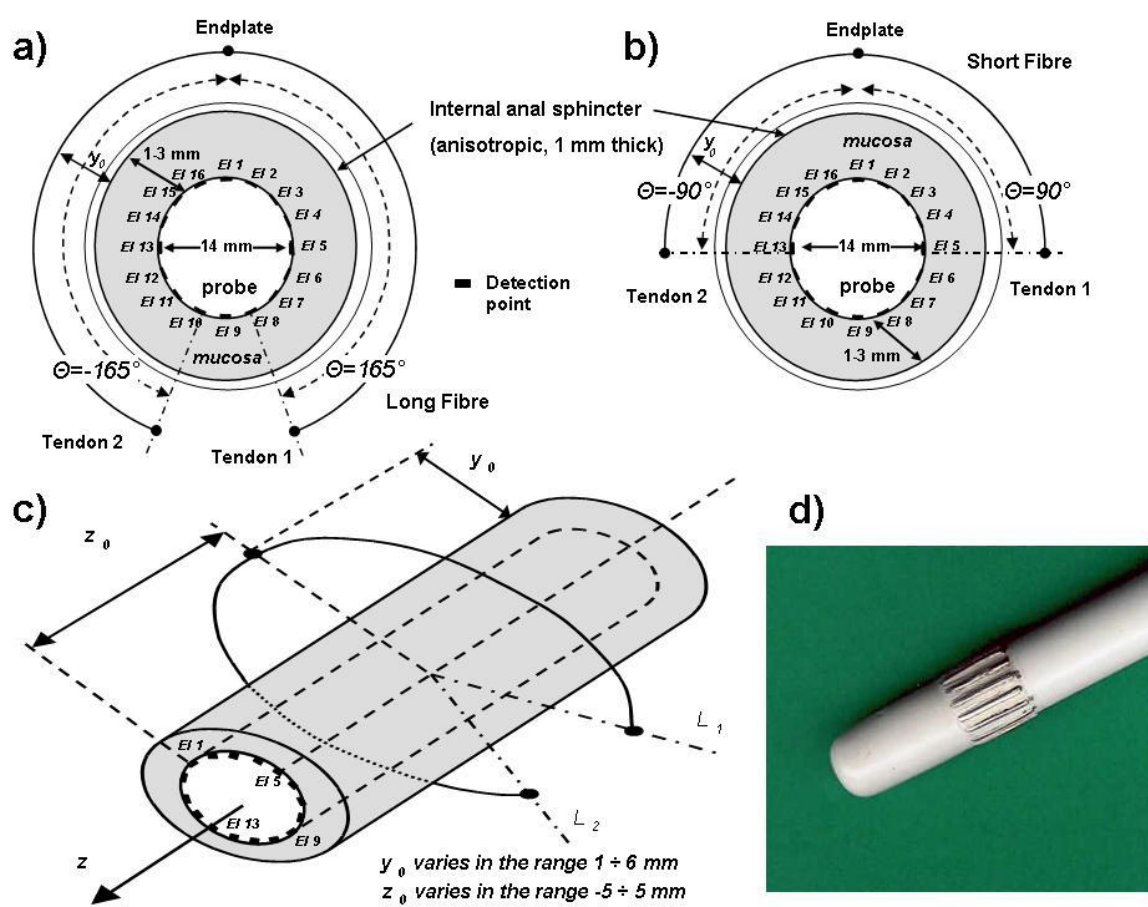 a)
Endplate
y₀
1-3 mm
El 1
El 2
El 3
El 4
El 5
El 6
El 7
El 8
El 9
El 10
El 11
El 12
El 13
El 14
El 15
El 16
14 mm
probe
mucosa
Θ=-165°
Θ=165°
Tendon 2
Tendon 1
Long Fibre
Internal anal sphincter
(anisotropic, 1 mm thick)
Detection
point
b)
Endplate
Short Fibre
mucosa
y₀
Θ=-90°
Θ=90°
El 1
El 2
El 3
El 4
El 5
El 6
El 7
El 8
El 9
El 10
El 11
El 12
El 13
El 14
El 15
El 16
14 mm
probe
1-3 mm
Tendon 2
Tendon 1
c)
y₀
z₀
L₁
L₂
El 1
El 5
El 13
El 9
z
y₀ varies in the range 1 ÷ 6 mm
z₀ varies in the range -5 ÷ 5 mm
d)